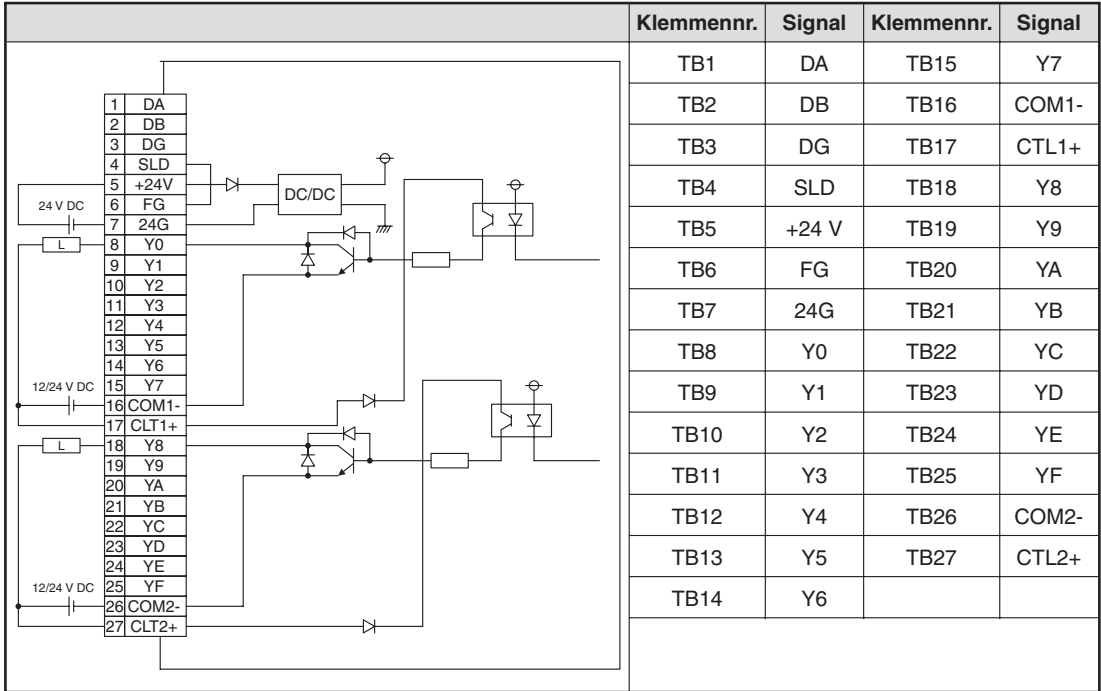 Klemmennr. Signal Klemmennr. Signal
1 DA
2 DB
3 DG
4 SLD
5 +24V
6 FG
7 24G
8 Y0
9 Y1
10 Y2
11 Y3
12 Y4
13 Y5
14 Y6
15 Y7
16 COM1-
17 CLT1+
18 Y8
19 Y9
20 YA
21 YB
22 YC
23 YD
24 YE
25 YF
26 COM2-
27 CLT2+
24 V DC
L
12/24 V DC
L
12/24 V DC
DC/DC
TB1 DA TB15 Y7
TB2 DB TB16 COM1-
TB3 DG TB17 CTL1+
TB4 SLD TB18 Y8
TB5 +24 V TB19 Y9
TB6 FG TB20 YA
TB7 24G TB21 YB
TB8 Y0 TB22 YC
TB9 Y1 TB23 YD
TB10 Y2 TB24 YE
TB11 Y3 TB25 YF
TB12 Y4 TB26 COM2-
TB13 Y5 TB27 CTL2+
TB14 Y6